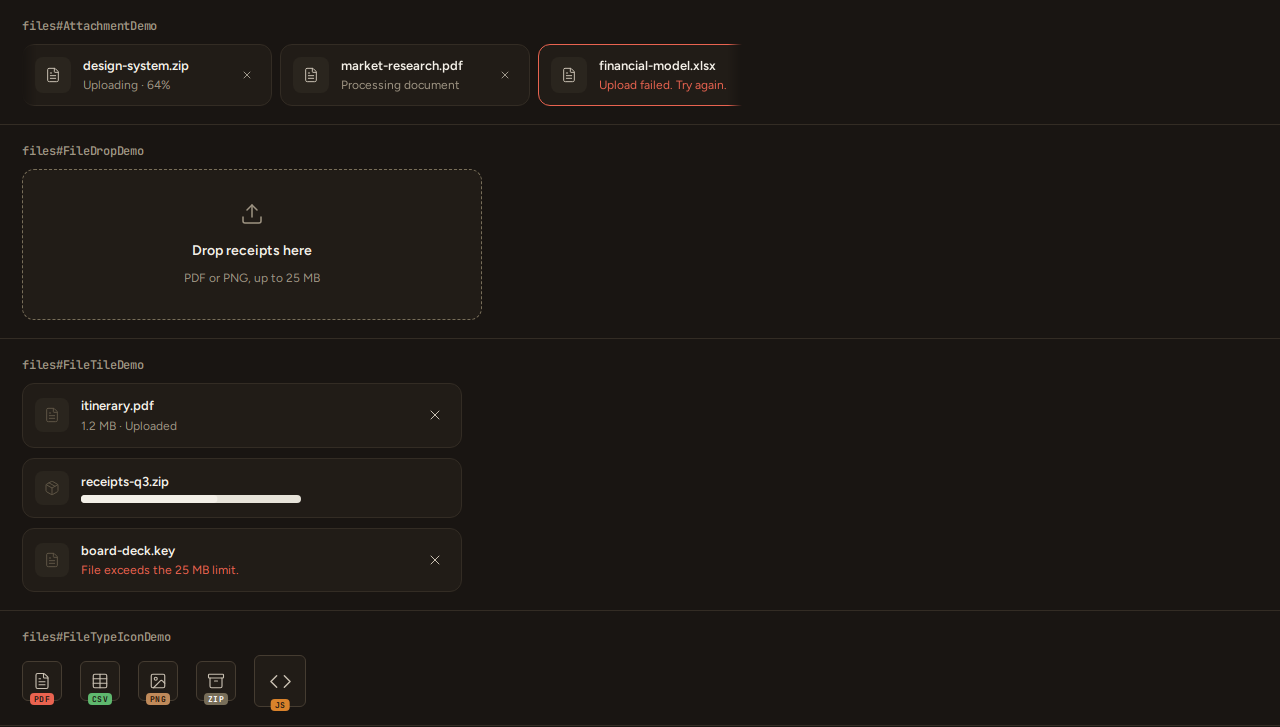 files#AttachmentDemo
design-system.zip
Uploading · 64%
market-research.pdf
Processing document
financial-model.xlsx
Upload failed. Try again.
files#FileDropDemo
Drop receipts here
PDF or PNG, up to 25 MB
files#FileTileDemo
itinerary.pdf
1.2 MB · Uploaded
receipts-q3.zip
board-deck.key
File exceeds the 25 MB limit.
files#FileTypeIconDemo
PDF
CSV
PNG
ZIP
JS